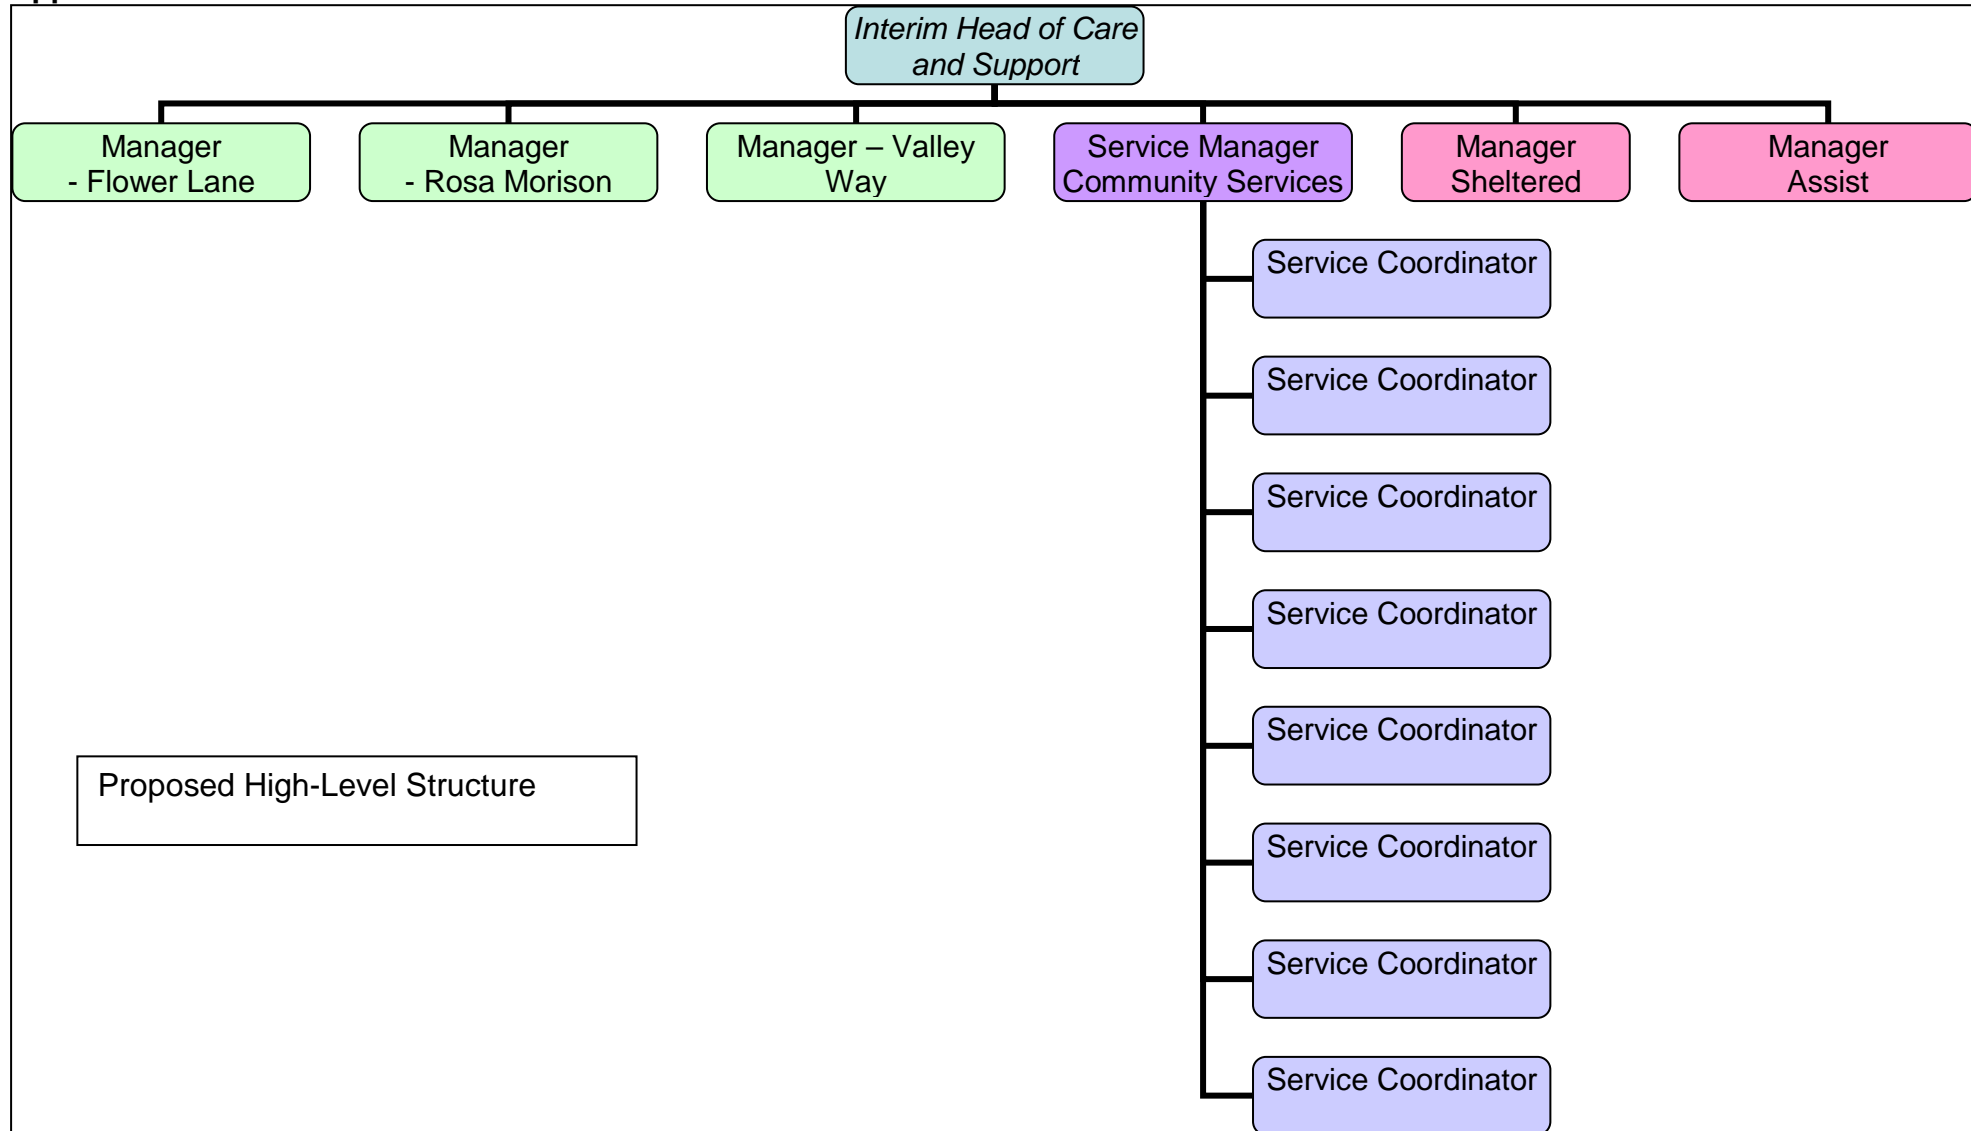 Interim Head of Care
and Support
Manager
- Flower Lane
Manager
- Rosa Morison
Manager – Valley
Way
Service Manager
Community Services
Manager
Sheltered
Manager
Assist
Service Coordinator
Service Coordinator
Service Coordinator
Service Coordinator
Service Coordinator
Service Coordinator
Service Coordinator
Service Coordinator
Proposed High-Level Structure